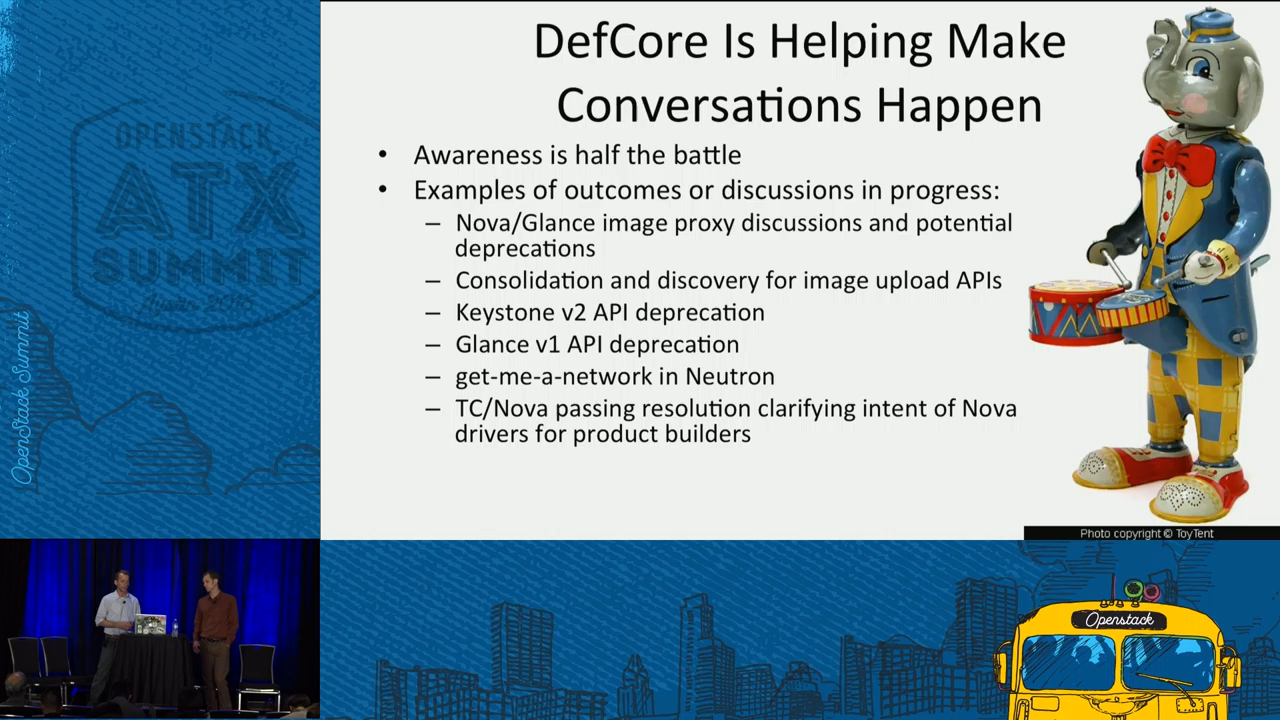 OPENSTACK
ATX
SUMMIT
OpenStack Summit
DefCore Is Helping Make
Conversations Happen
• Awareness is half the battle
• Examples of outcomes or discussions in progress:
– Nova/Glance image proxy discussions and potential
deprecations
– Consolidation and discovery for image upload APIs
– Keystone v2 API deprecation
– Glance v1 API deprecation
– get-me-a-network in Neutron
– TC/Nova passing resolution clarifying intent of Nova
drivers for product builders
Photo copyright © ToyTent
Openstack